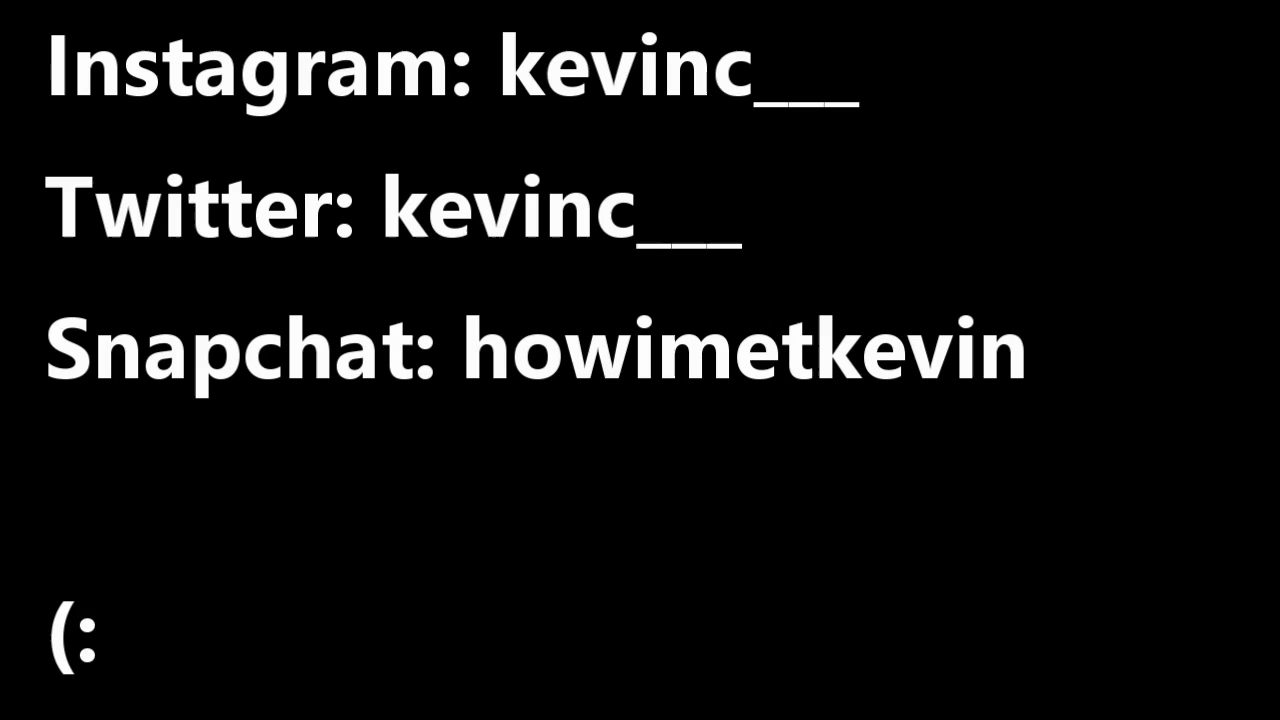 Instagram: kevinc___
Twitter: kevinc___
Snapchat: howimetkevin
(: